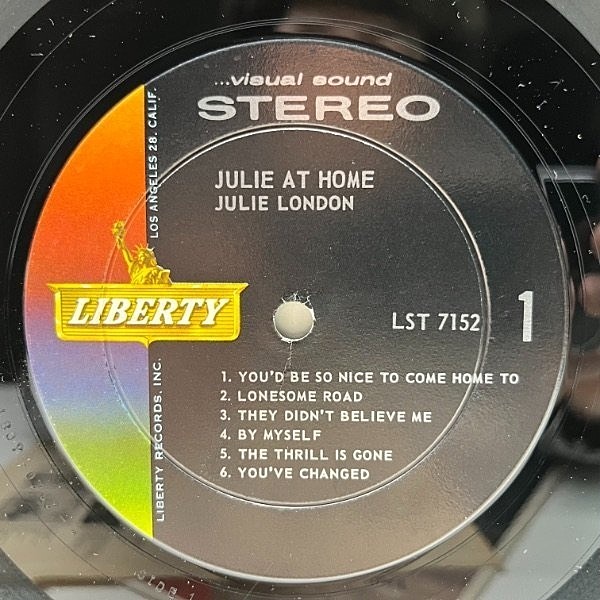 ...visual sound
STEREO
JULIE AT HOME
JULIE LONDON
LOS ANGELES 28. CALIF.
LIBERTY
LST 7152
1
1. YOU'D BE SO NICE TO COME HOME TO
2. LONESOME ROAD
3. THEY DIDN'T BELIEVE ME
4. BY MYSELF
5. THE THRILL IS GONE
6. YOU'VE CHANGED
LIBERTY RECORDS. INC.
SIDE 1